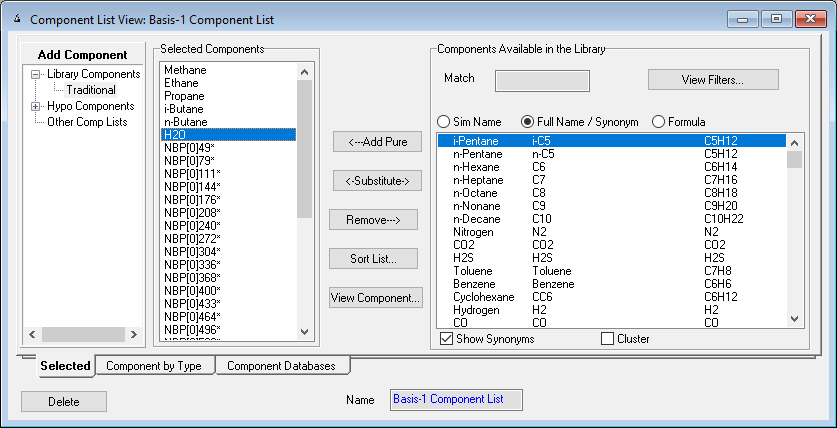 Component List View: Basis-1 Component List
Add Component
Library Components
Traditional
Hypo Components
Other Comp Lists
Selected Components
Methane
Ethane
Propane
i-Butane
n-Butane
H2O
NBP[0]49*
NBP[0]79*
NBP[0]111*
NBP[0]144*
NBP[0]176*
NBP[0]208*
NBP[0]240*
NBP[0]272*
NBP[0]304*
NBP[0]336*
NBP[0]368*
NBP[0]400*
NBP[0]433*
NBP[0]464*
NBP[0]496*
<---Add Pure
<-Substitute->
Remove--->
Sort List...
View Component...
Components Available in the Library
Match
View Filters...
Sim Name Full Name / Synonym Formula
i-Pentane i-C5 C5H12
n-Pentane n-C5 C5H12
n-Hexane C6 C6H14
n-Heptane C7 C7H16
n-Octane C8 C8H18
n-Nonane C9 C9H20
n-Decane C10 C10H22
Nitrogen N2 N2
CO2 CO2 CO2
H2S H2S H2S
Toluene Toluene C7H8
Benzene Benzene C6H6
Cyclohexane CC6 C6H12
Hydrogen H2 H2
CO CO CO
Show Synonyms Cluster
Selected Component by Type Component Databases
Delete
Name Basis-1 Component List